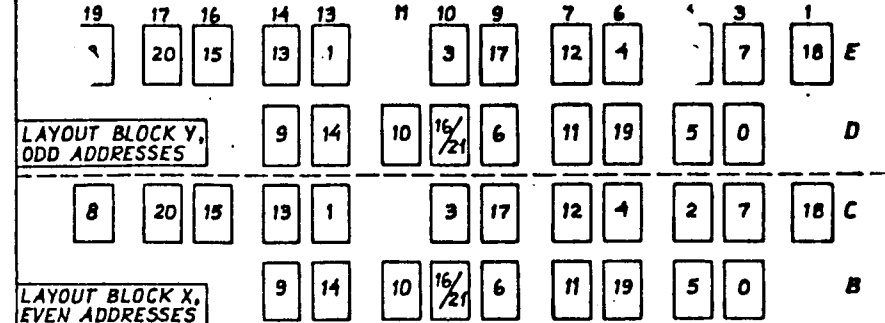 19 17 16 14 13 11 10 9 7 6 3 1
20 15 13 1 3 17 12 4 7 18 E
9 14 10 16/21 6 11 19 5 0 D
LAYOUT BLOCK Y,
ODD ADDRESSES
8 20 15 13 1 3 17 12 4 2 7 18 C
9 14 10 16/21 6 11 19 5 0 B
LAYOUT BLOCK X,
EVEN ADDRESSES